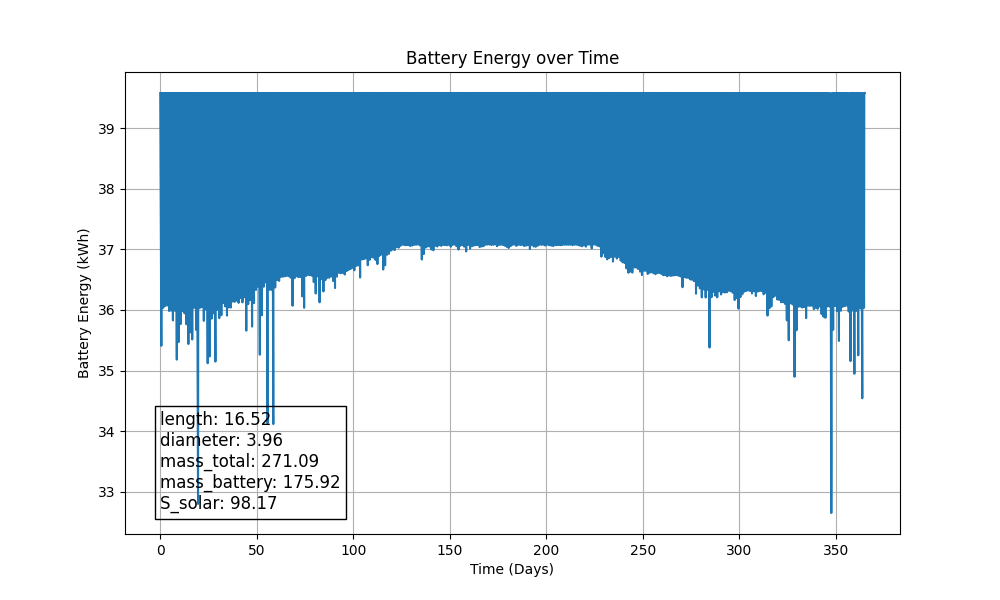 Battery Energy over Time
Battery Energy (kWh)
39
38
37
36
35
34
33
length: 16.52
diameter: 3.96
mass_total: 271.09
mass_battery: 175.92
S_solar: 98.17
0 50 100 150 200 250 300 350
Time (Days)